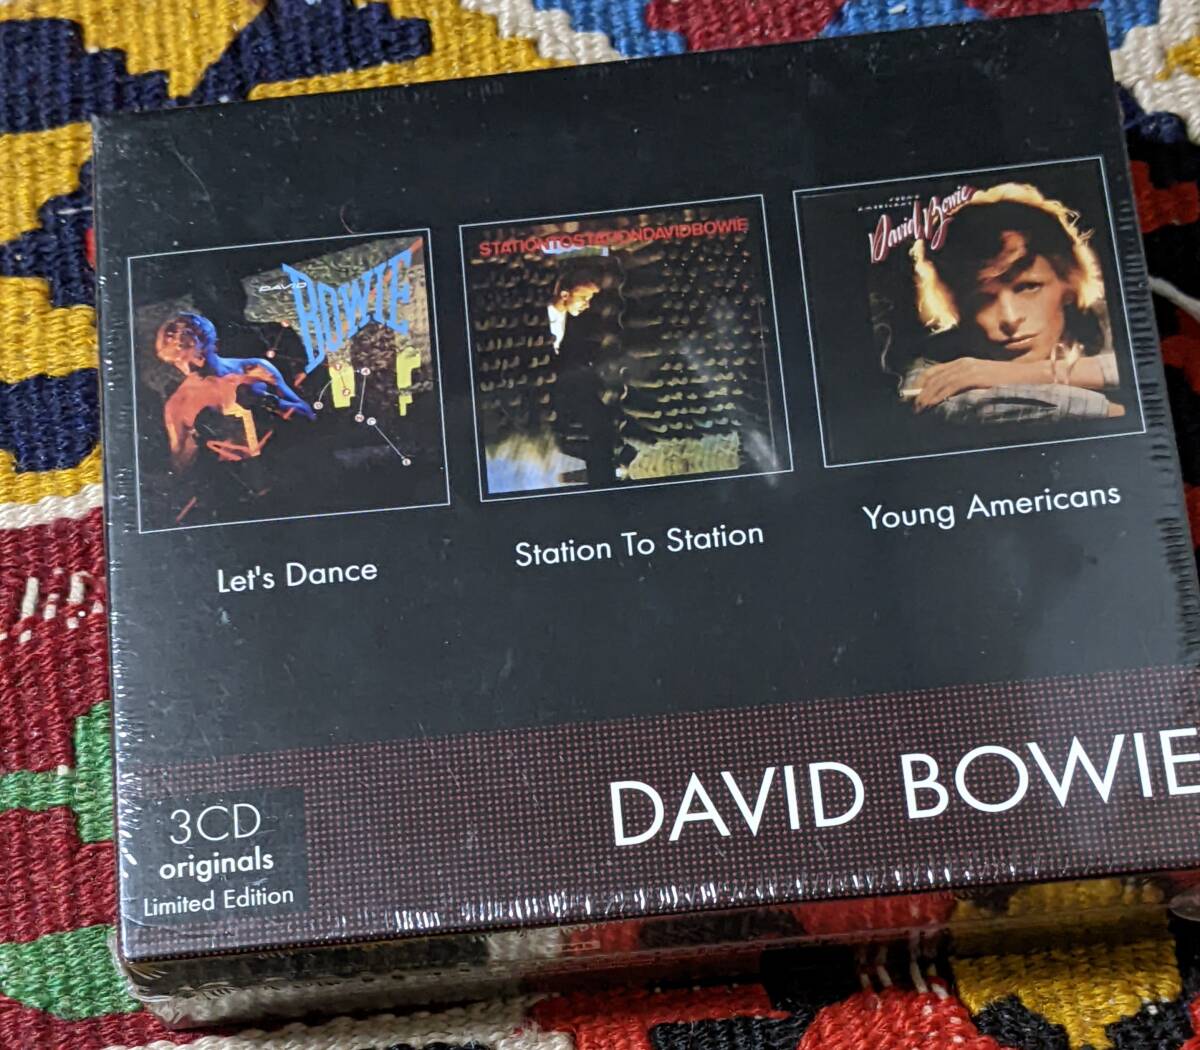 DAVID
BOWIE
Let's Dance
STATIONTOSTATIONDAVIDBOWIE
Station To Station
David Bowie
Young Americans
DAVID BOWIE
3CD
originals
Limited Edition